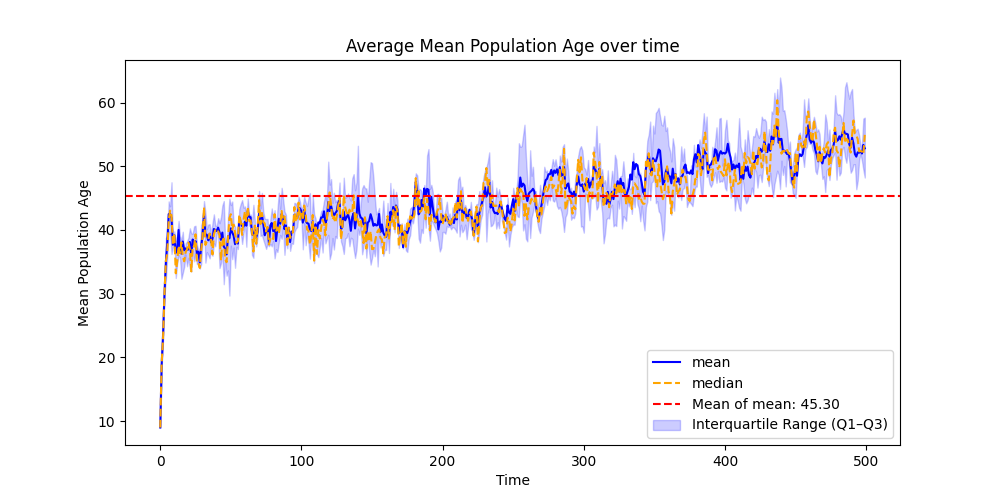 Average Mean Population Age over time
Mean Population Age
60
50
40
30
20
10
0
100
200
300
400
500
Time
mean
median
Mean of mean: 45.30
Interquartile Range (Q1–Q3)